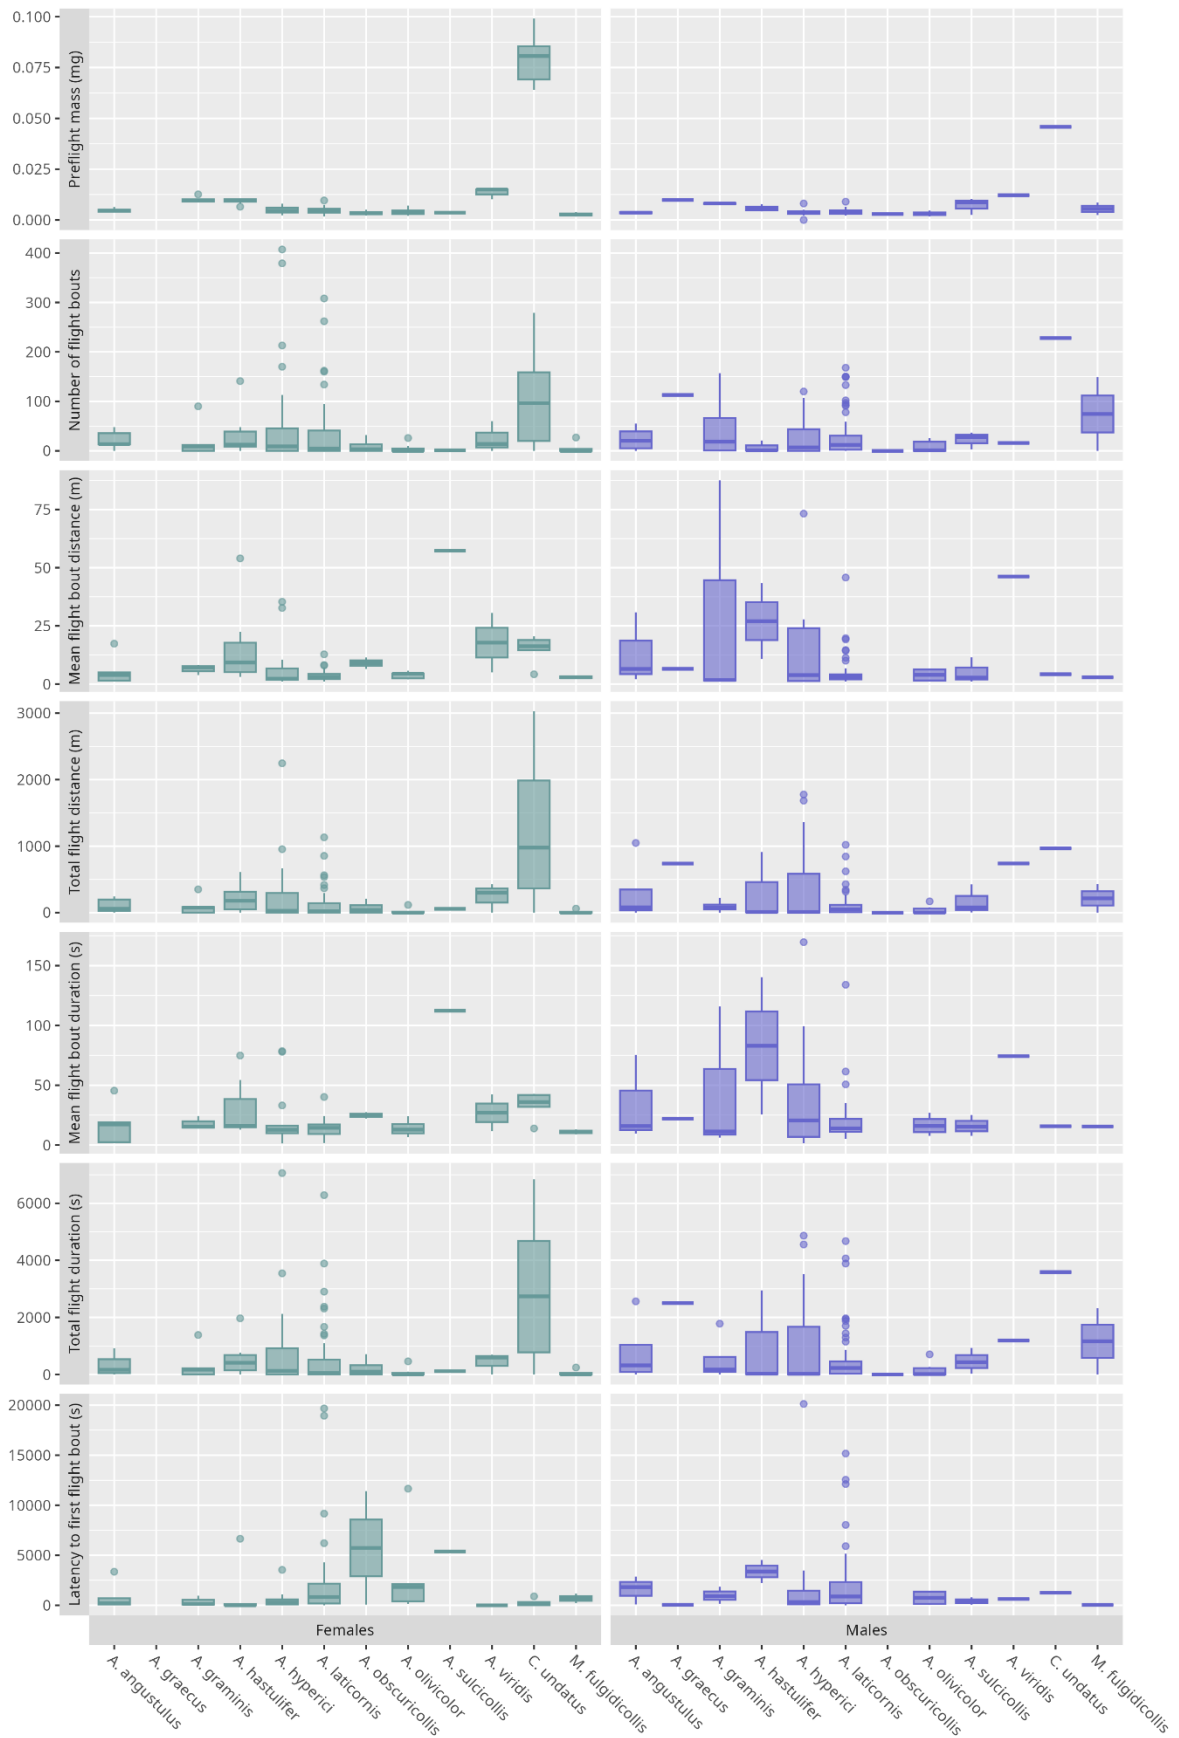 Preflight mass (mg)
0.100
0.075
0.050
0.025
0.000
Number of flight bouts
400
300
200
100
0
Mean flight bout distance (m)
75
50
25
0
Total flight distance (m)
3000
2000
1000
0
Mean flight bout duration (s)
150
100
50
0
Total flight duration (s)
6000
4000
2000
0
Latency to first flight bout (s)
20000
15000
10000
5000
0
Females
Males
A. angustulus
A. graecus
A. graminis
A. hastulifer
A. hyperici
A. laticornis
A. obscuricollis
A. olivicolor
A. sulcicollis
A. viridis
C. undatus
M. fulgidicollis
A. angustulus
A. graecus
A. graminis
A. hastulifer
A. hyperici
A. laticornis
A. obscuricollis
A. olivicolor
A. sulcicollis
A. viridis
C. undatus
M. fulgidicollis